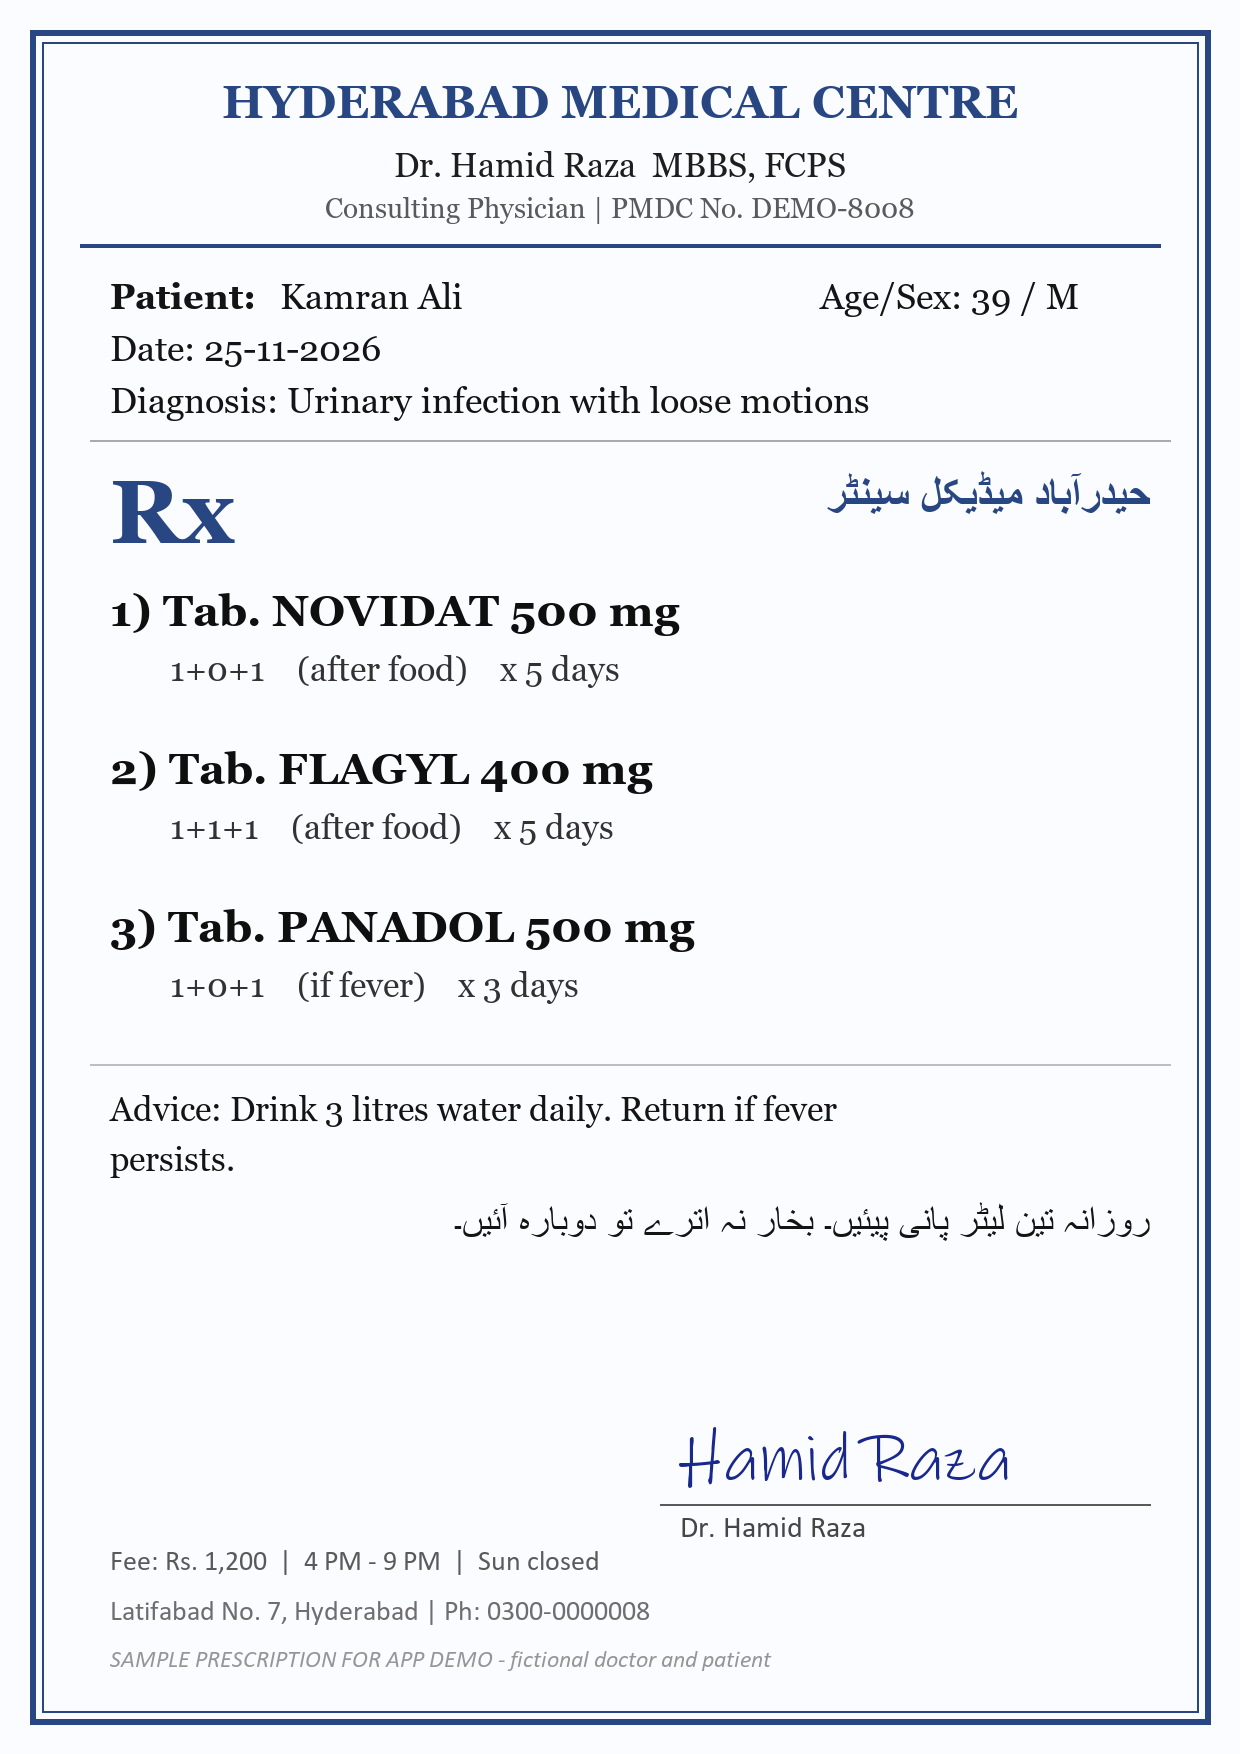 HYDERABAD MEDICAL CENTRE
Dr. Hamid Raza MBBS, FCPS
Consulting Physician | PMDC No. DEMO-8008
Patient: Kamran Ali Age/Sex: 39 / M
Date: 25-11-2026
Diagnosis: Urinary infection with loose motions
Rx
حیدرآباد میڈیکل سینٹر
1) Tab. NOVIDAT 500 mg
1+0+1 (after food) x 5 days
2) Tab. FLAGYL 400 mg
1+1+1 (after food) x 5 days
3) Tab. PANADOL 500 mg
1+0+1 (if fever) x 3 days
Advice: Drink 3 litres water daily. Return if fever
persists.
روزانہ تین لیٹر پانی پیئیں۔ بخار نہ اترے تو دوبارہ آئیں۔
Hamid Raza
Dr. Hamid Raza
Fee: Rs. 1,200 | 4 PM - 9 PM | Sun closed
Latifabad No. 7, Hyderabad | Ph: 0300-0000008
SAMPLE PRESCRIPTION FOR APP DEMO - fictional doctor and patient